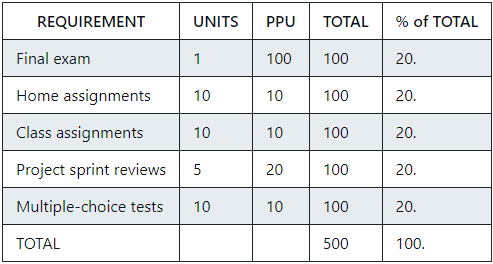 REQUIREMENT UNITS PPU TOTAL % of TOTAL
Final exam 1 100 100 20.
Home assignments 10 10 100 20.
Class assignments 10 10 100 20.
Project sprint reviews 5 20 100 20.
Multiple-choice tests 10 10 100 20.
TOTAL 500 100.